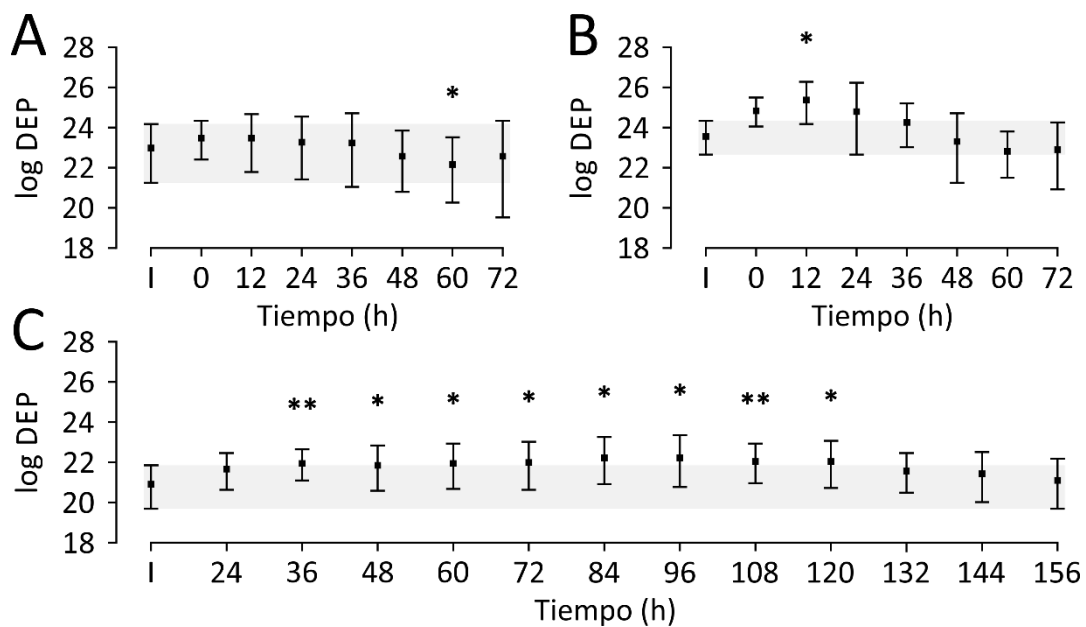 A
log DEP
28
26
24
22
20
18
*
I 0 12 24 36 48 60 72
Tiempo (h)
B
log DEP
28
26
24
22
20
18
*
I 0 12 24 36 48 60 72
Tiempo (h)
C
log DEP
28
26
24
22
20
18
** * * * * * ** *
I 24 36 48 60 72 84 96 108 120 132 144 156
Tiempo (h)